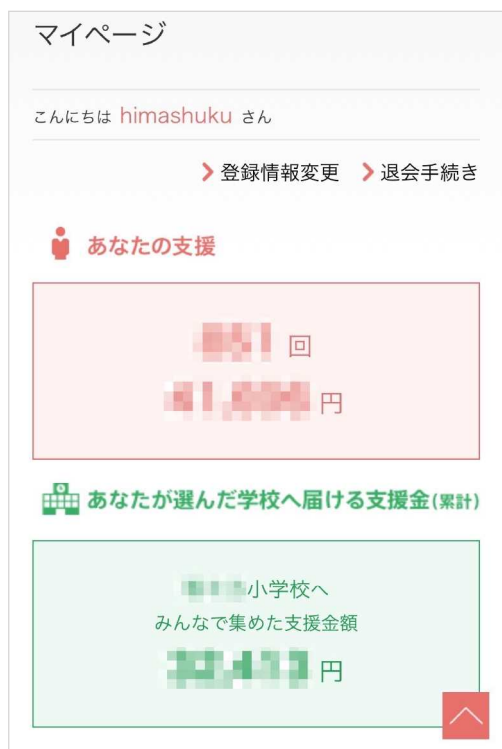 マイページ
こんにちは himashuku さん
登録情報変更 退会手続き
あなたの支援
回
円
あなたが選んだ学校へ届ける支援金(累計)
小学校へ
みんなで集めた支援金額
円